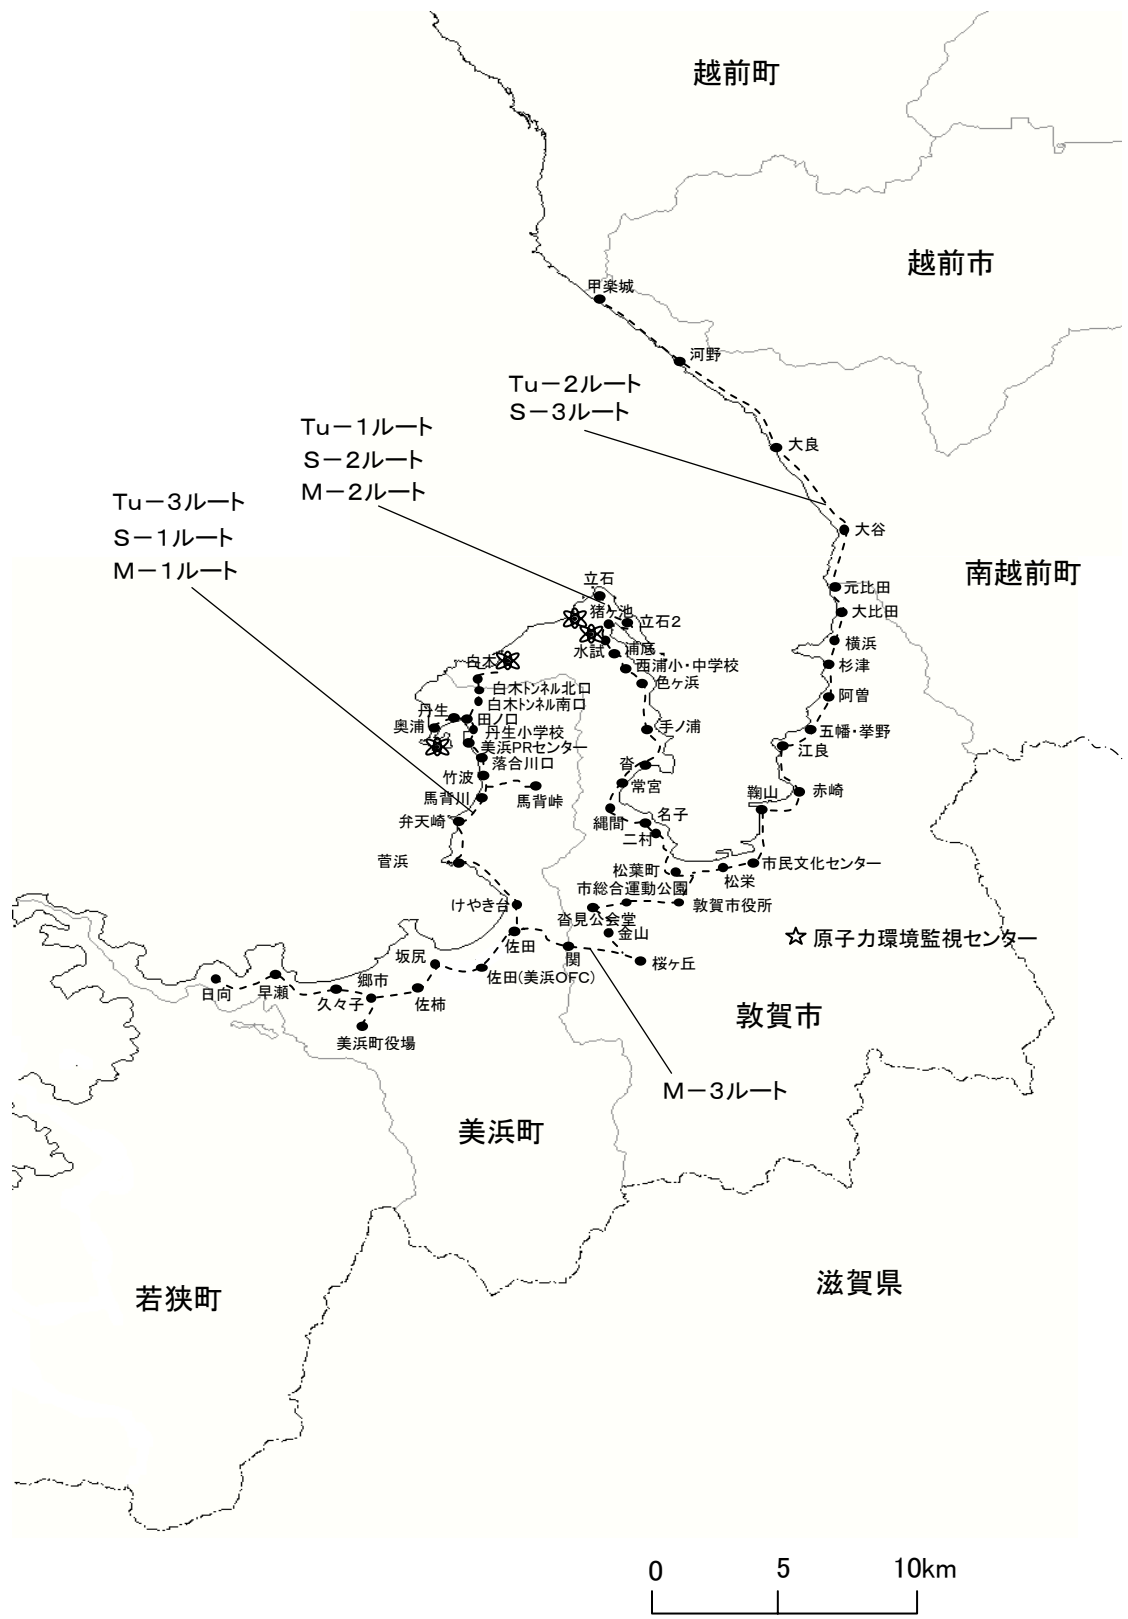 越前町
越前市
甲楽城
河野
Tu－2ルート
S－3ルート
大良
Tu－1ルート
S－2ルート
M－2ルート
Tu－3ルート
S－1ルート
M－1ルート
大谷
南越前町
立石
元比田
猪ヶ池
立石2
大比田
水試
浦底
横浜
白木
西浦小・中学校
杉津
白木トンネル北口
色ヶ浜
白木トンネル南口
阿曽
丹生
田ノ口
奥浦
手ノ浦
五幡・挙野
丹生小学校
美浜PRセンター
江良
落合川口
沓
竹波
常宮
馬背川
馬背峠
鞠山
赤崎
弁天崎
縄間
名子
二村
菅浜
松葉町
松栄
市民文化センター
市総合運動公園
けやき台
沓見公会堂
敦賀市役所
佐田
金山
原子力環境監視センター
坂尻
関
桜ヶ丘
佐田(美浜OFC)
日向
早瀬
久々子
郷市
佐柿
敦賀市
美浜町役場
M－3ルート
美浜町
滋賀県
若狭町
0 5 10km